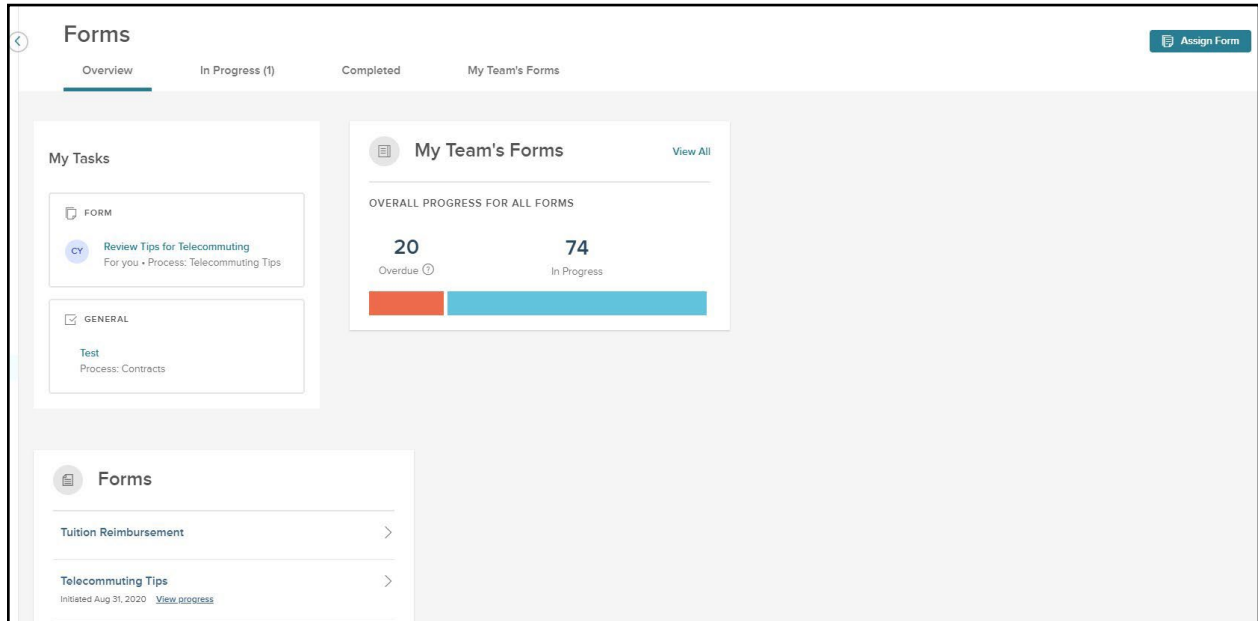 Forms
Assign Form
Overview
In Progress (1)
Completed
My Team's Forms
My Tasks
FORM
CY
Review Tips for Telecommuting
For you • Process: Telecommuting Tips
GENERAL
Test
Process: Contracts
My Team's Forms
View All
OVERALL PROGRESS FOR ALL FORMS
20
Overdue ?
74
In Progress
Forms
Tuition Reimbursement
Telecommuting Tips
Initiated Aug 31, 2020 View progress